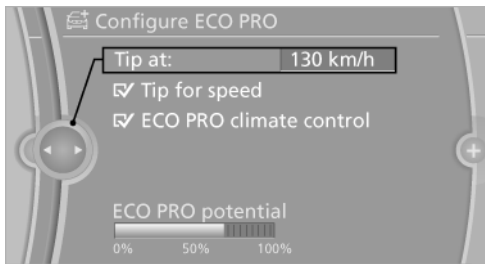 Configure ECO PRO
Tip at: 130 km/h
Tip for speed
ECO PRO climate control
ECO PRO potential
0% 50% 100%